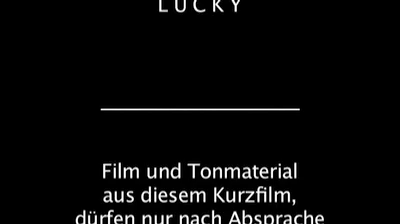 LUCKY
Film und Tonmaterial
aus diesem Kurzfilm,
dürfen nur nach Absprache